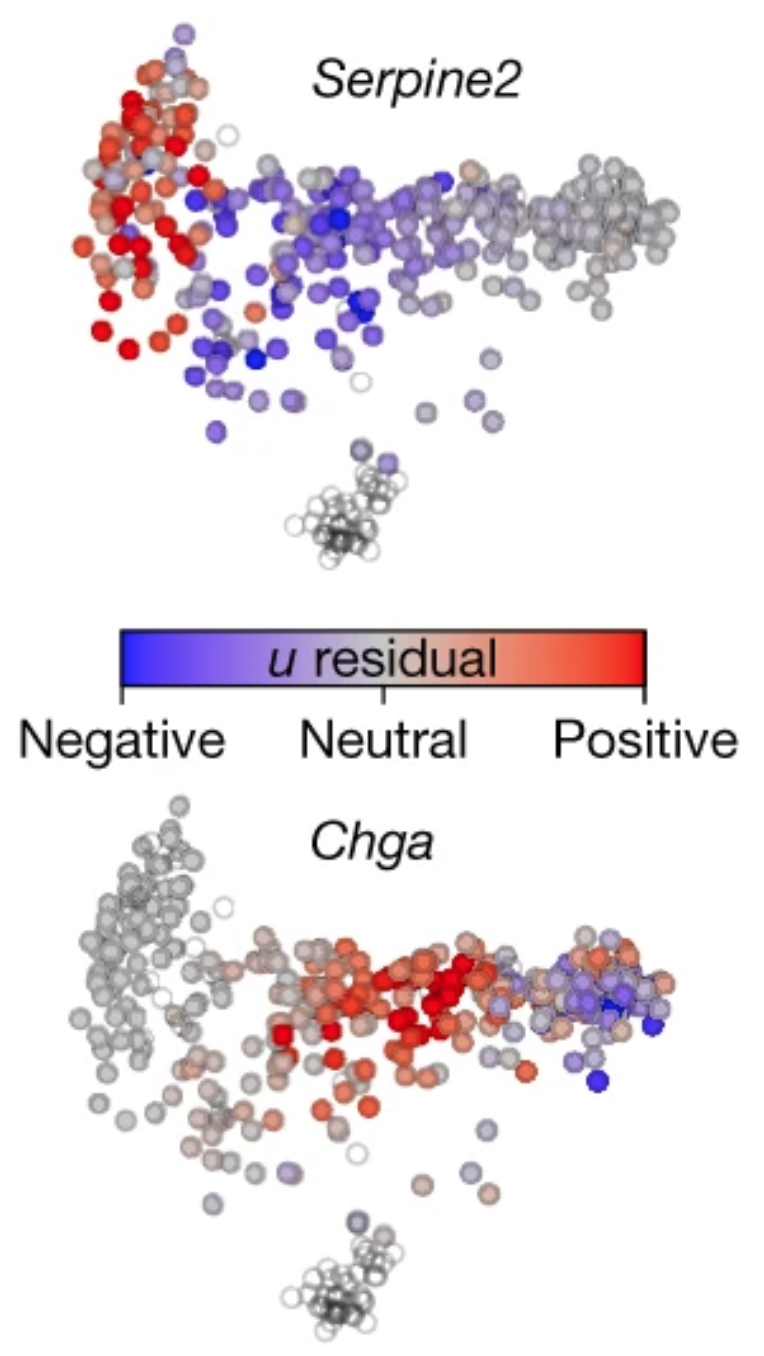 Serpine2
u residual
Negative Neutral Positive
Chga